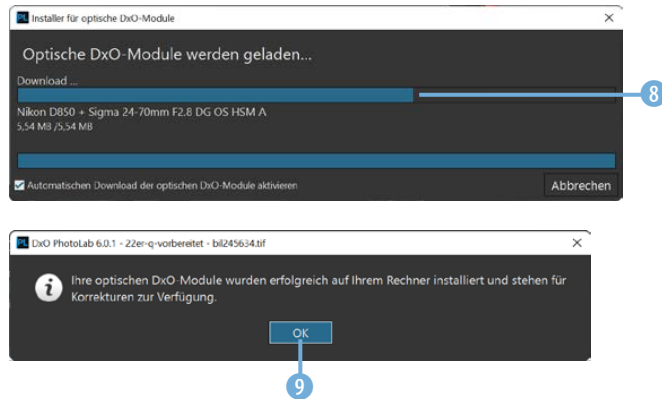 PL Installer für optische DxO-Module
Optische DxO-Module werden geladen...
Download ...
8
Nikon D850 + Sigma 24-70mm F2.8 DG OS HSM A
5,54 MB /5,54 MB
Automatischen Download der optischen DxO-Module aktivieren
Abbrechen
PL DxO PhotoLab 6.0.1 - 22er-q-vorbereitet - bil245634.tif
i
Ihre optischen DxO-Module wurden erfolgreich auf Ihrem Rechner installiert und stehen für
Korrekturen zur Verfügung.
OK
9